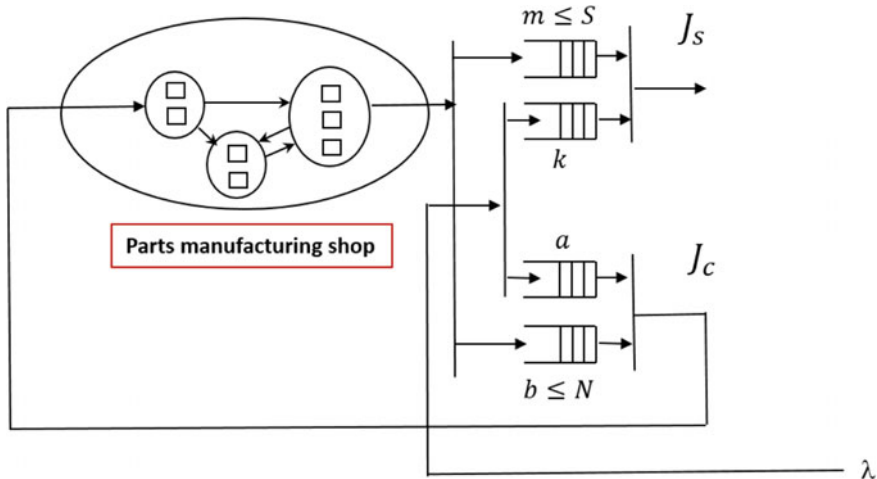 m ≤ S
J_s
k
Parts manufacturing shop
a
J_c
b ≤ N
λ